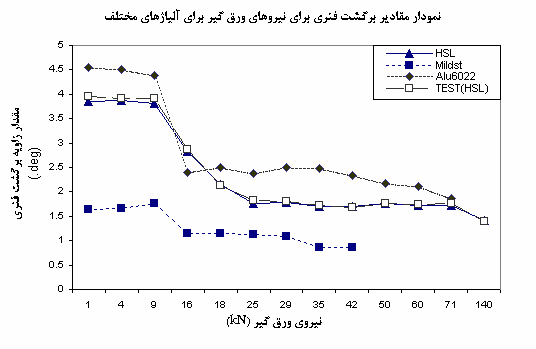 نمودار مقادیر برگشت فنری برای نیروهای ورق گیر برای آلیاژهای مختلف
HSL
Mildst
Alu6022
TEST(HSL)
مقدار زاویه برگشت فنری
(deg.)
5
4.5
4
3.5
3
2.5
2
1.5
1
0.5
0
1 4 9 16 18 25 29 35 42 50 60 71 140
نیروی ورق گیر (kN)